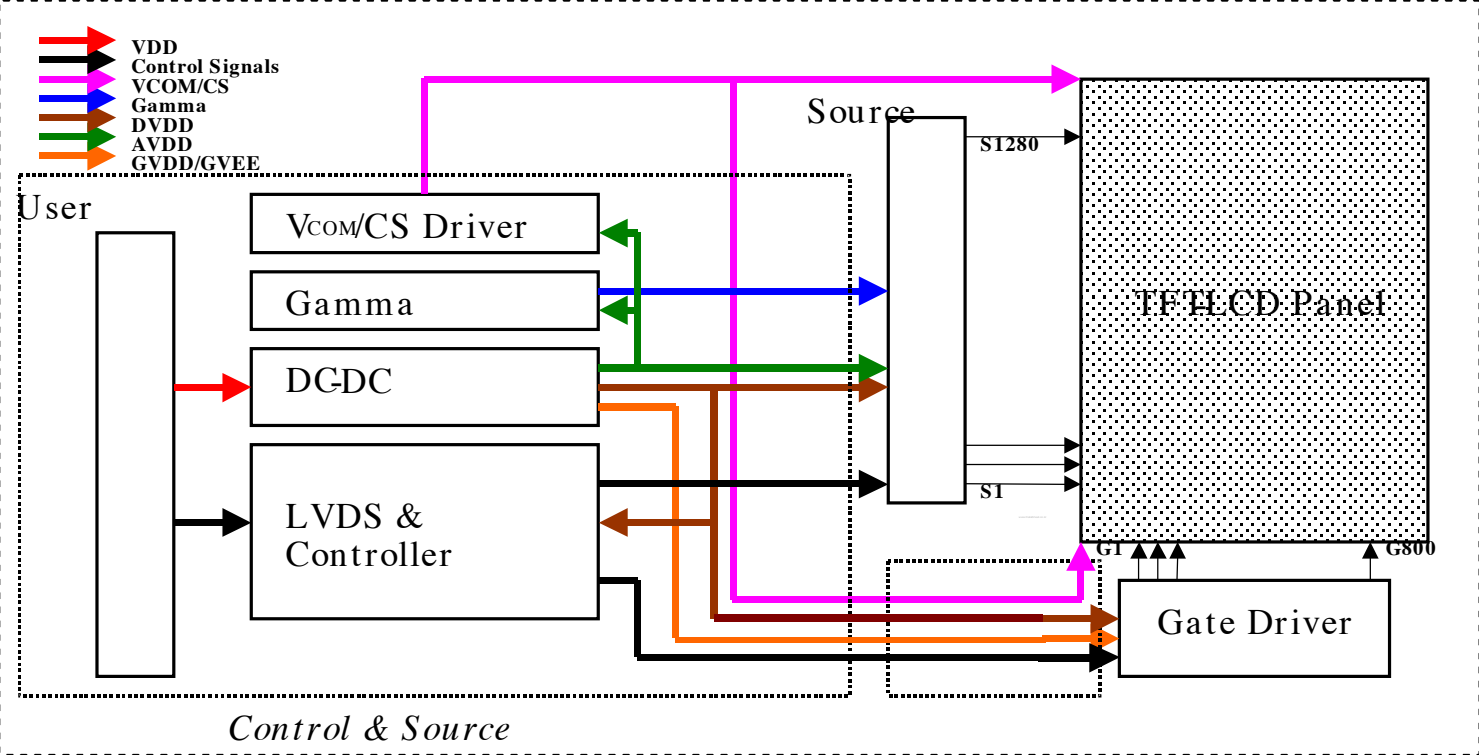 VDD
Control Signals
VCOM/CS
Gamma
DVDD
AVDD
GVDD/GVEE
Source
S1280
User
VCOM/CS Driver
Gamma
DC-DC
TFT-LCD Panel
LVDS &
Controller
S1
G1
G800
Gate Driver
Control & Source